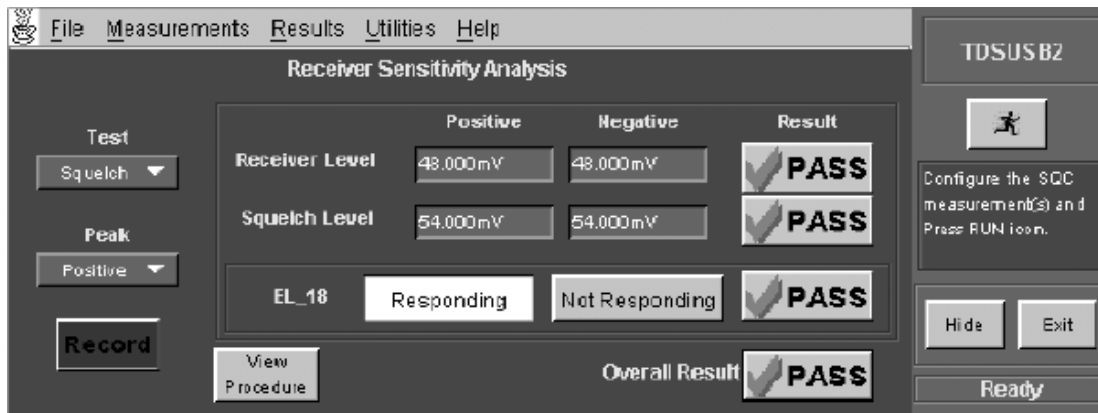 File Measurements Results Utilities Help
Receiver Sensitivity Analysis
Test
Squelch
Peak
Positive
Record
Positive Negative Result
Receiver Level 48.000mV 48.000mV PASS
Squelch Level 54.000mV 54.000mV PASS
EL_18 Responding Not Responding PASS
View
Procedure
Overall Result PASS
TDSUSB2
Configure the SQC
measurement(s) and
Press RUN icon.
Hide Exit
Ready